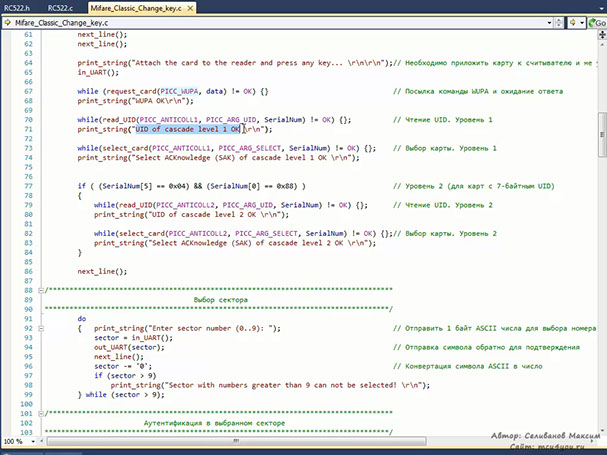 RC522.h RC522.c Mifare_Classic_Change_key.c
Mifare_Classic_Change_key.c Go
61 next_line();
62 next_line();
63
64 print_string("Attach the card to the reader and press any key... \r\n\r\n");// Необходимо приложить карту к считывателю и не у
65 in_UART();
66
67 while (request_card(PICC_WUPA, data) != OK) {} // Посылка команды WUPA и ожидание ответа
68 print_string("WUPA OK\r\n");
69
70 while(read_UID(PICC_ANTICOLL1, PICC_ARG_UID, SerialNum) != OK) {}; // Чтение UID. Уровень 1
71 print_string("UID of cascade level 1 OK \r\n");
72
73 while(select_card(PICC_ANTICOLL1, PICC_ARG_SELECT, SerialNum) != OK) {};// Выбор карты. Уровень 1
74 print_string("Select ACKnowledge (SAK) of cascade level 1 OK \r\n");
75
76
77 if ( (SerialNum[5] == 0x04) && (SerialNum[0] == 0x88) ) // Уровень 2 (для карт с 7-байтным UID)
78 {
79 while(read_UID(PICC_ANTICOLL2, PICC_ARG_UID, SerialNum) != OK) {}; // Чтение UID. Уровень 2
80 print_string("UID of cascade level 2 OK \r\n");
81
82 while(select_card(PICC_ANTICOLL2, PICC_ARG_SELECT, SerialNum) != OK) {};// Выбор карты. Уровень 2
83 print_string("Select ACKnowledge (SAK) of cascade level 2 OK \r\n");
84 }
85
86 next_line();
87
88 /******************************************************************************
89 Выбор сектора
90 ******************************************************************************/
91 do
92 { print_string("Enter sector number (0..9): "); // Отправить 1 байт ASCII числа для выбора номера
93 sector = in_UART();
94 out_UART(sector); // Отправка символа обратно для подтверждения
95 next_line();
96 sector -= '0'; // Конвертация символа ASCII в число
97 if (sector > 9)
98 print_string("Sector with numbers greater than 9 can not be selected! \r\n");
99 } while (sector > 9);
100
101 /******************************************************************************
102 Аутентификация в выбранном секторе
103 ******************************************************************************/
100 %
Автор: Селиванов Максим
Сайт: mcu4you.ru